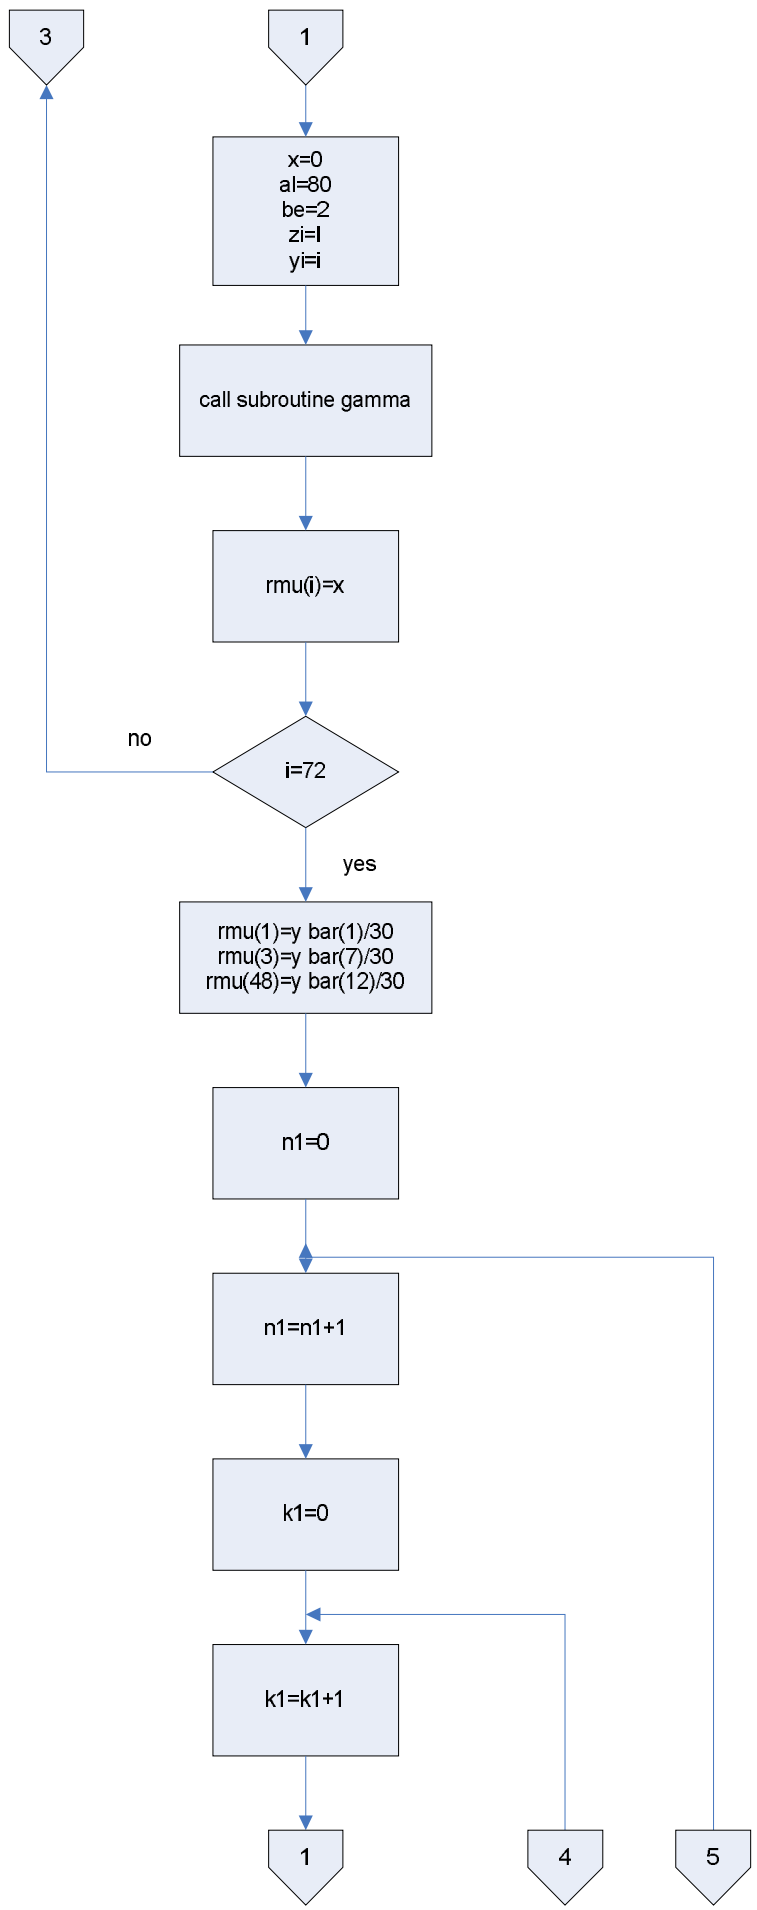 3
1
x=0
al=80
be=2
zi=l
yi=i
call subroutine gamma
rmu(i)=x
i=72
no
yes
rmu(1)=y bar(1)/30
rmu(3)=y bar(7)/30
rmu(48)=y bar(12)/30
n1=0
n1=n1+1
k1=0
k1=k1+1
1
4
5